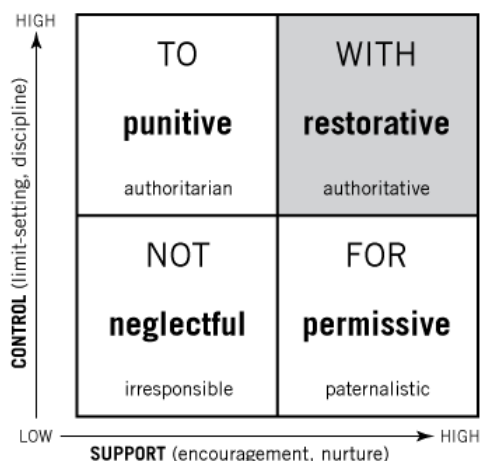 HIGH
CONTROL (limit-setting, discipline)
TO
punitive
authoritarian
WITH
restorative
authoritative
NOT
neglectful
irresponsible
FOR
permissive
paternalistic
LOW
HIGH
SUPPORT (encouragement, nurture)